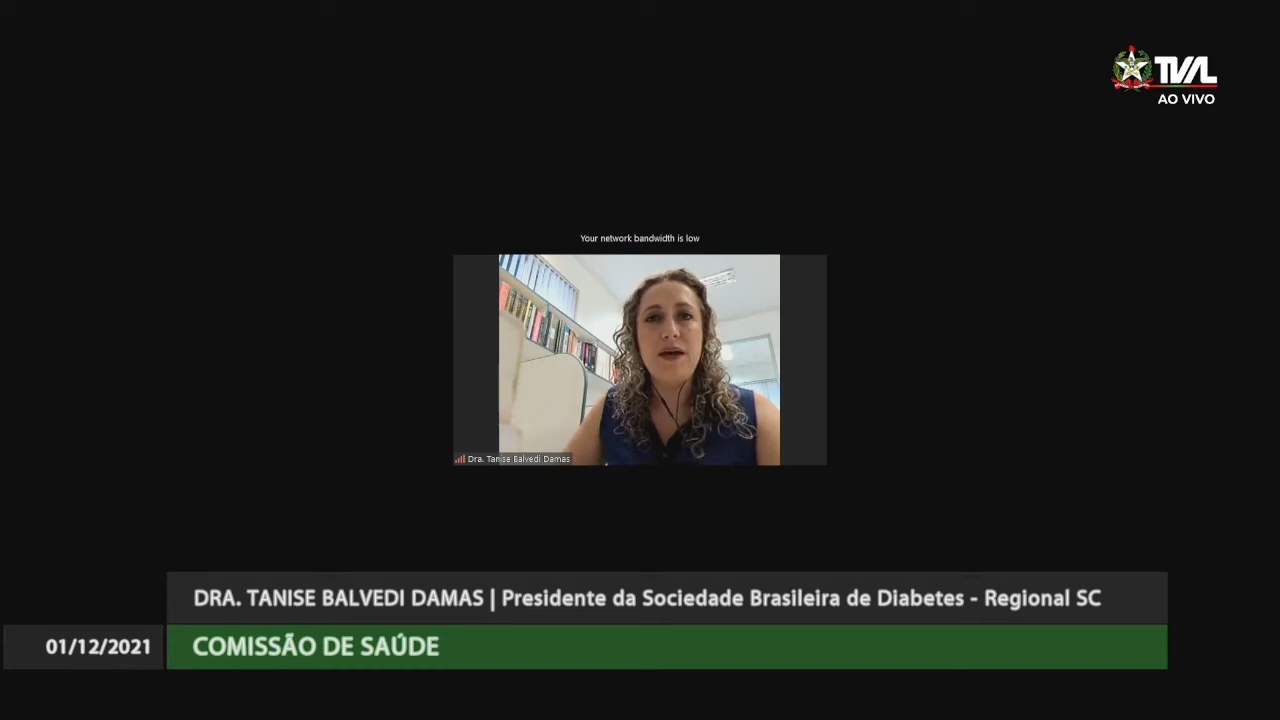 TVAL
AO VIVO
Your network bandwidth is low
Dra. Tanise Balvedi Damas
DRA. TANISE BALVEDI DAMAS | Presidente da Sociedade Brasileira de Diabetes - Regional SC
01/12/2021
COMISSÃO DE SAÚDE